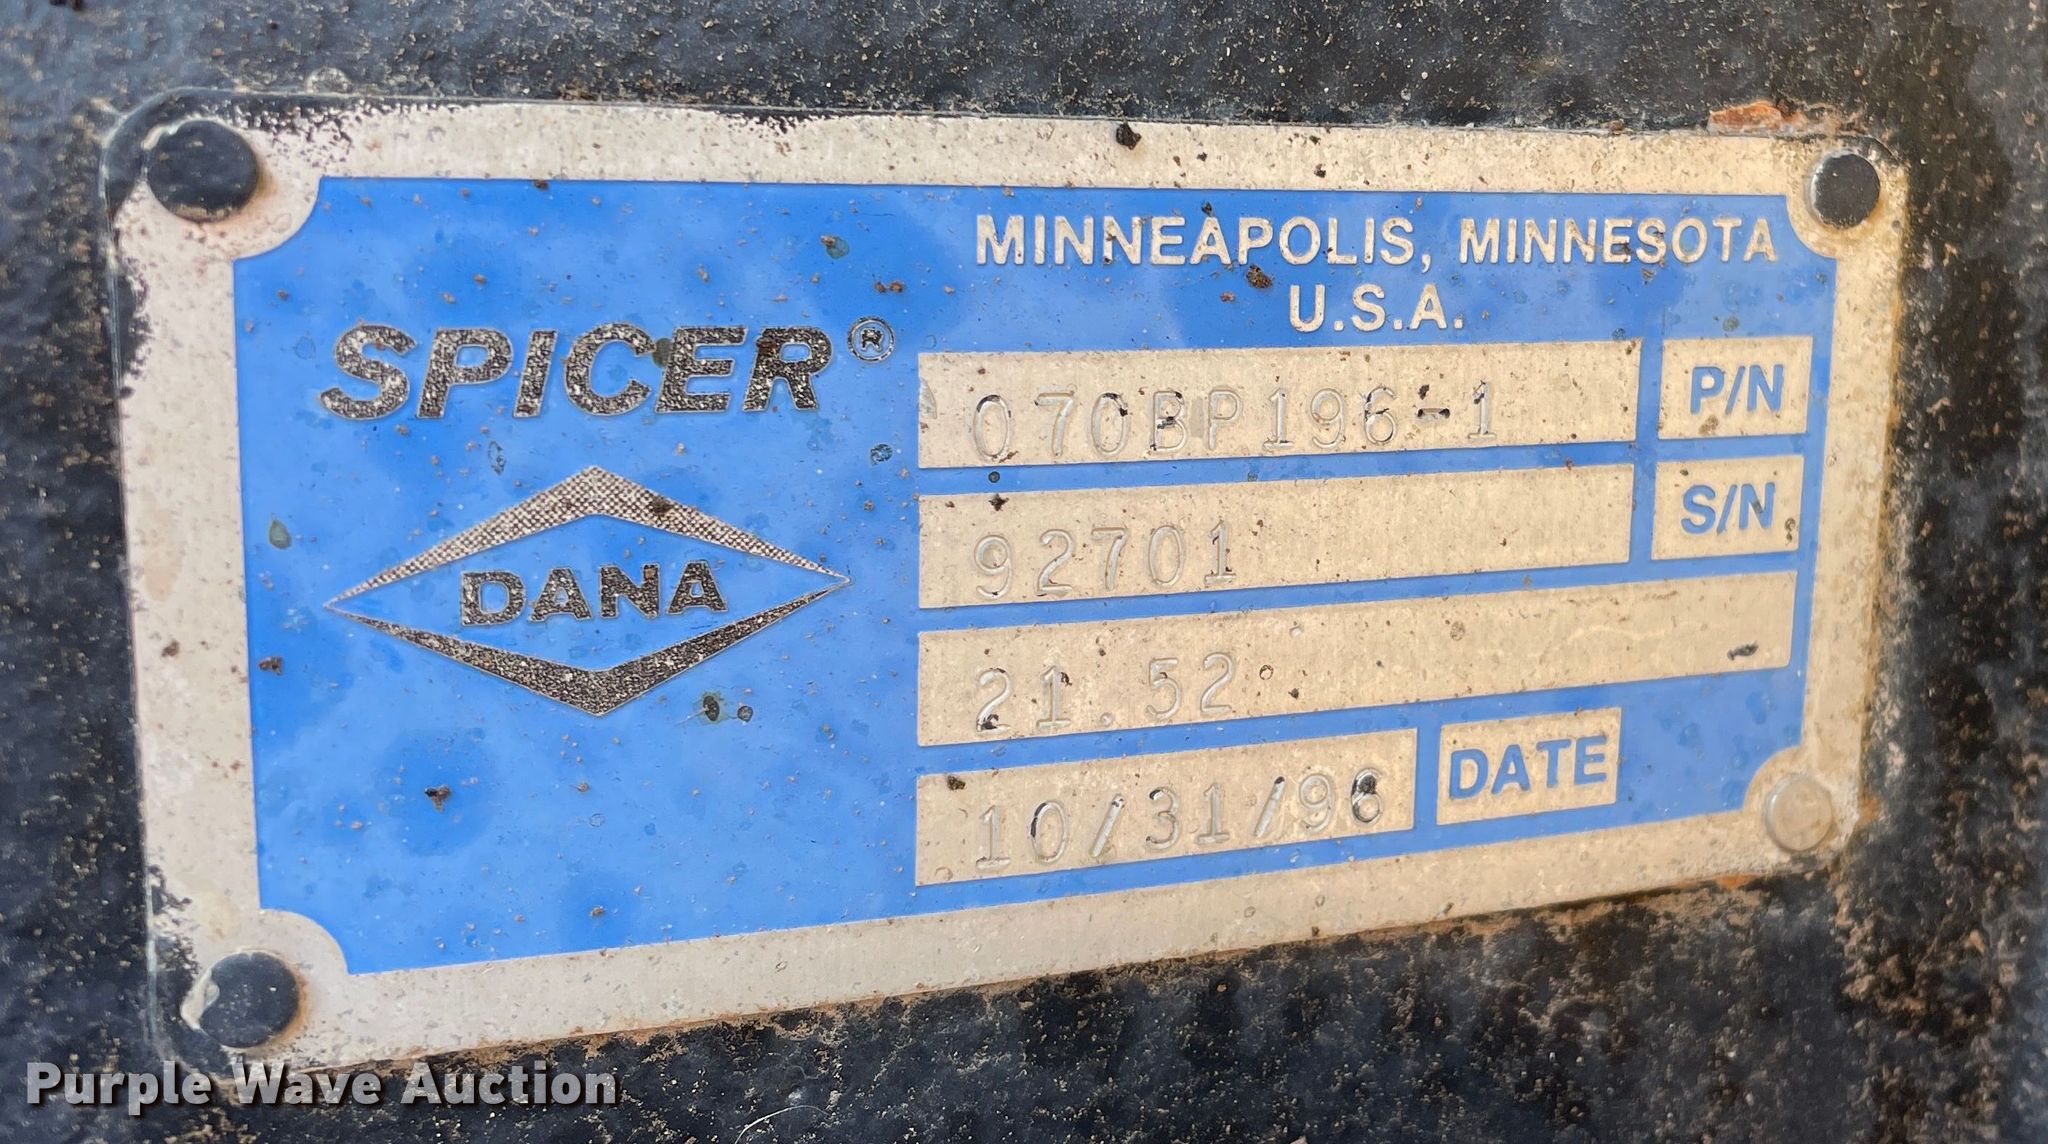 MINNEAPOLIS, MINNESOTA
U.S.A.
SPICER®
DANA
070BP196-1 P/N
92701 S/N
21.52
10/31/96 DATE
Purple Wave Auction